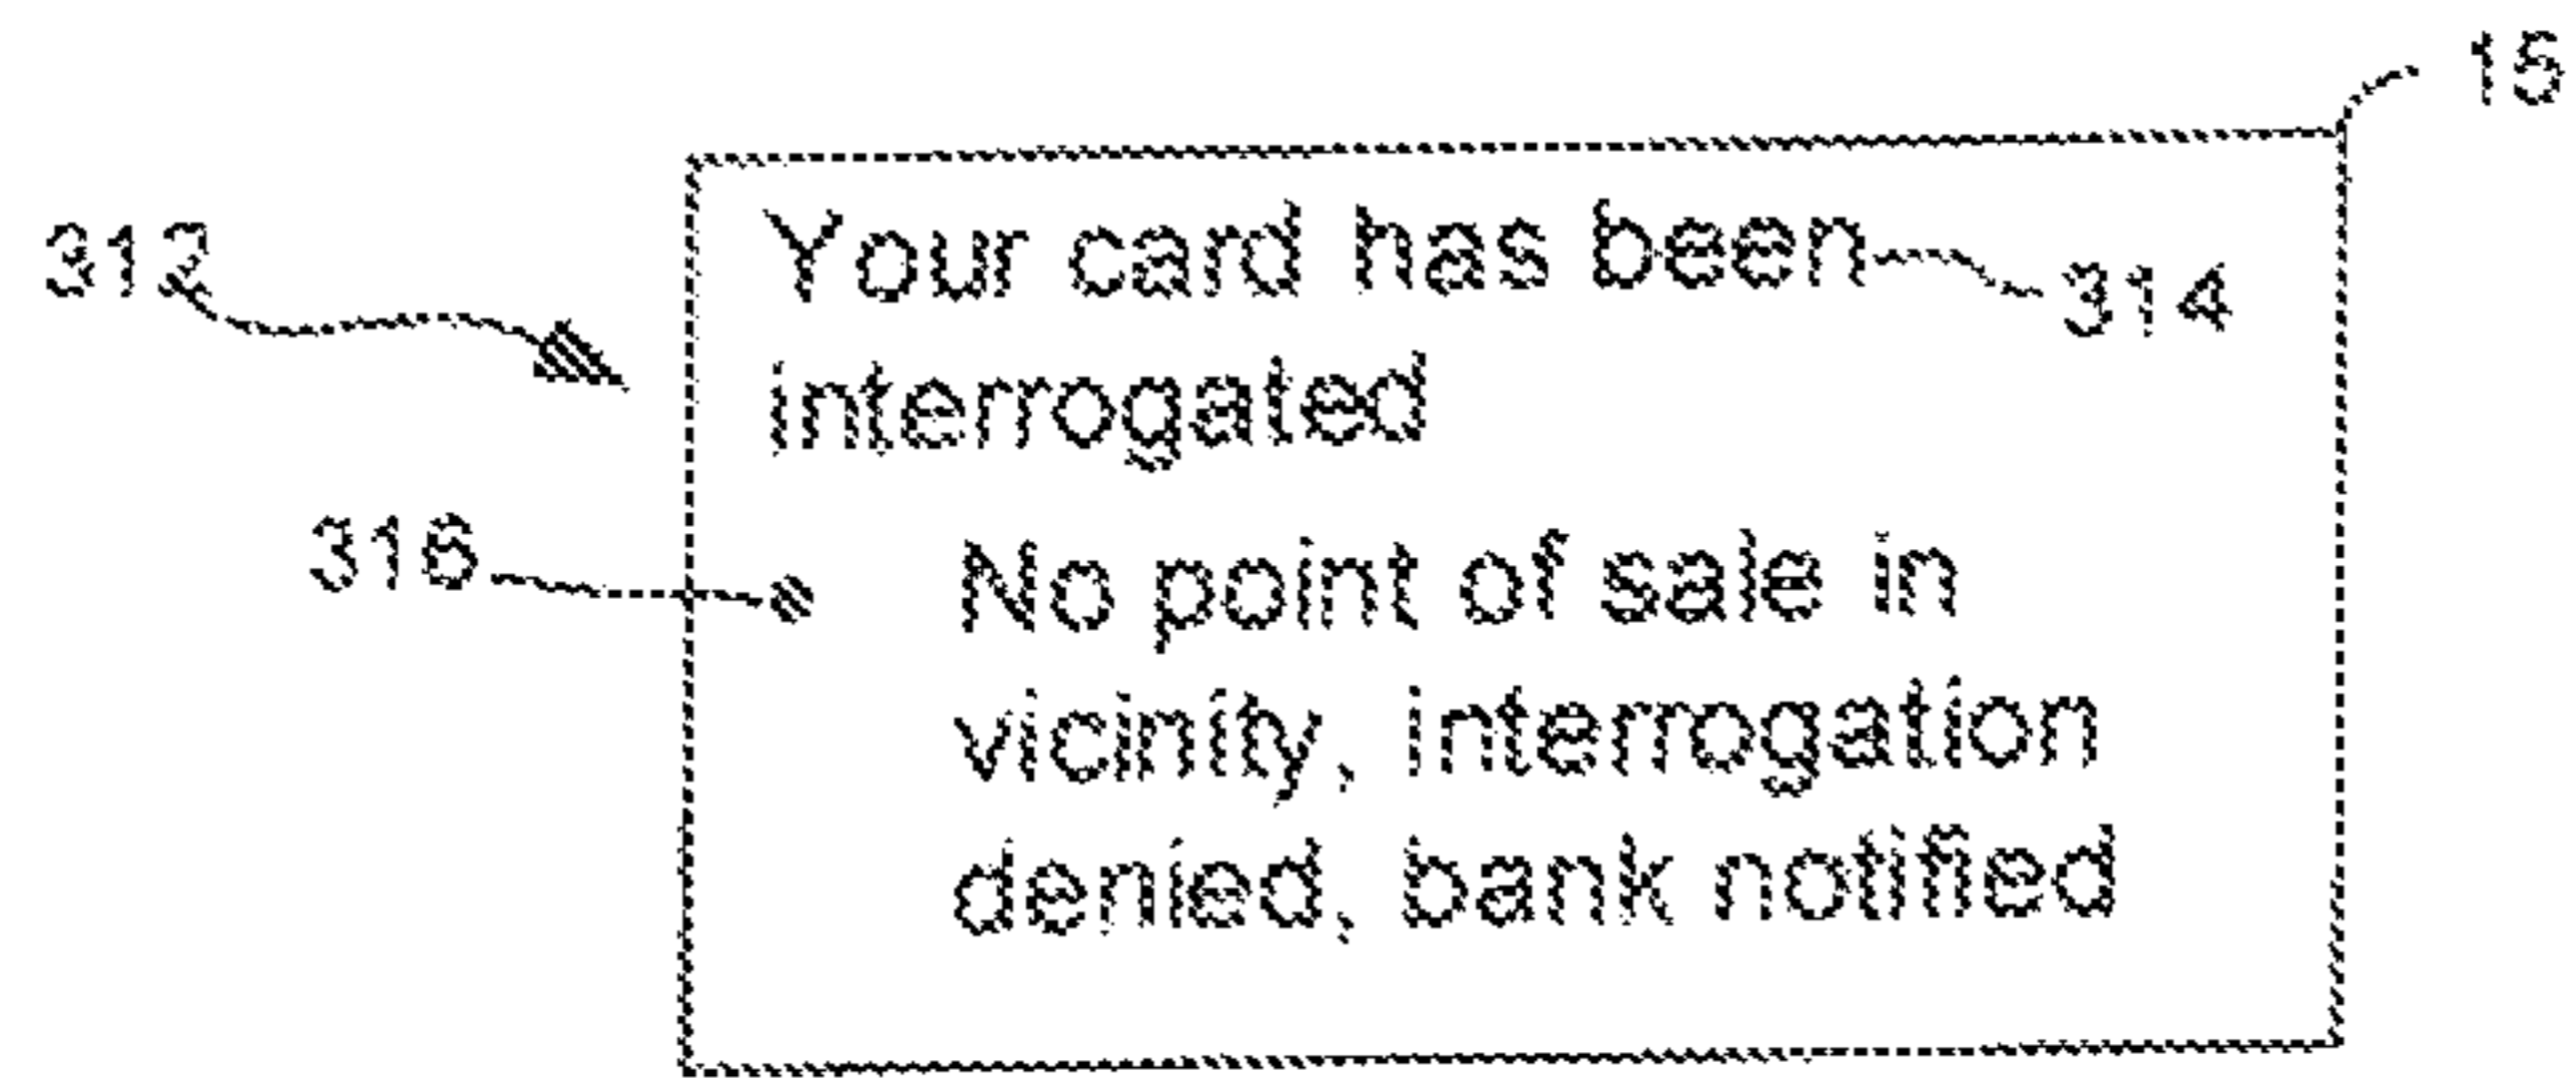 15
312
Your card has been
314
interrogated
316
No point of sale in
vicinity, interrogation
denied, bank notified